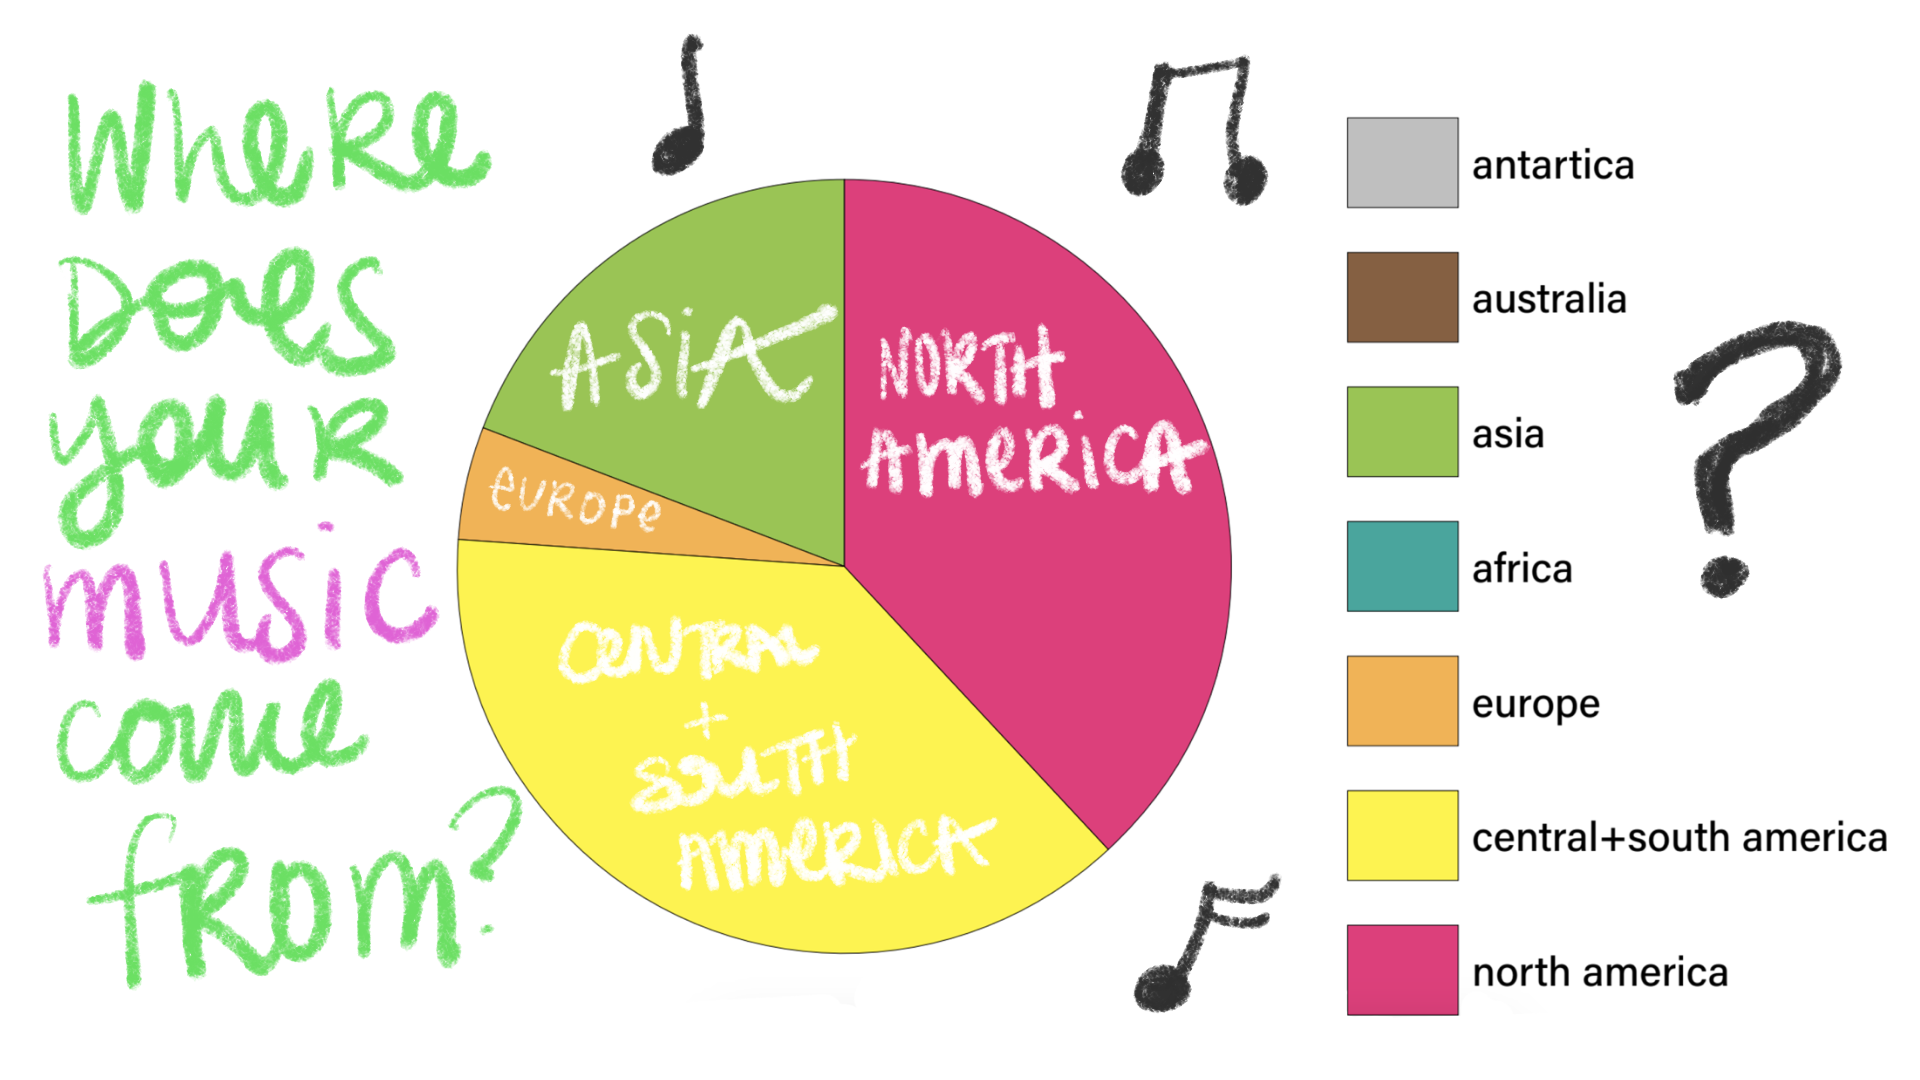 Where
Does
your
music
come
from?
ASiA
NORTH
AmeRiCA
euROPe
CeNTRAL
+
SOuTH
AmeRiCA
antartica
australia
asia
africa
europe
central+south america
north america
?